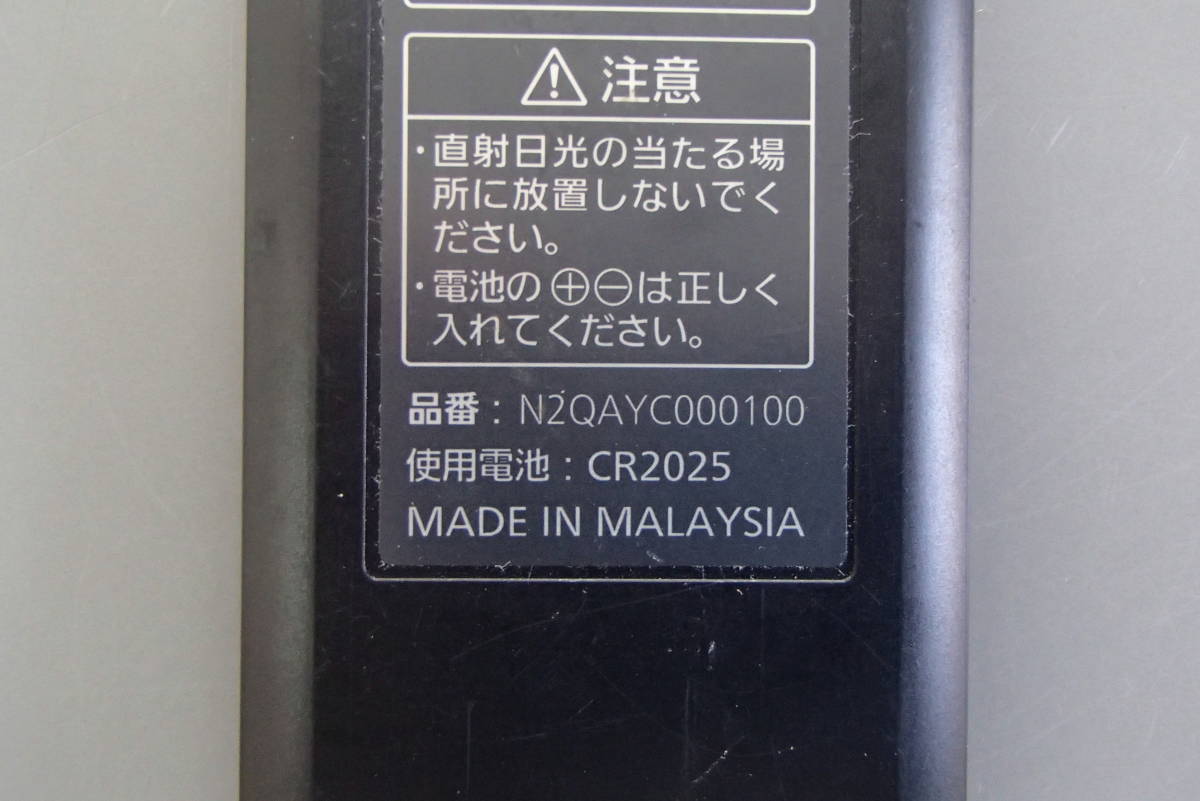 ⚠ 注意
・直射日光の当たる場
所に放置しないでく
ださい。
・電池の⊕⊖は正しく
入れてください。
品番：N2QAYC000100
使用電池：CR2025
MADE IN MALAYSIA